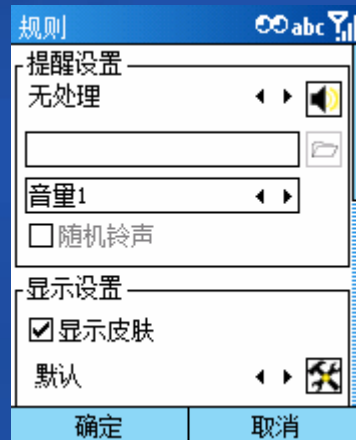 规则 abc
提醒设置
无处理
音量1
随机铃声
显示设置
显示皮肤
默认
确定 取消